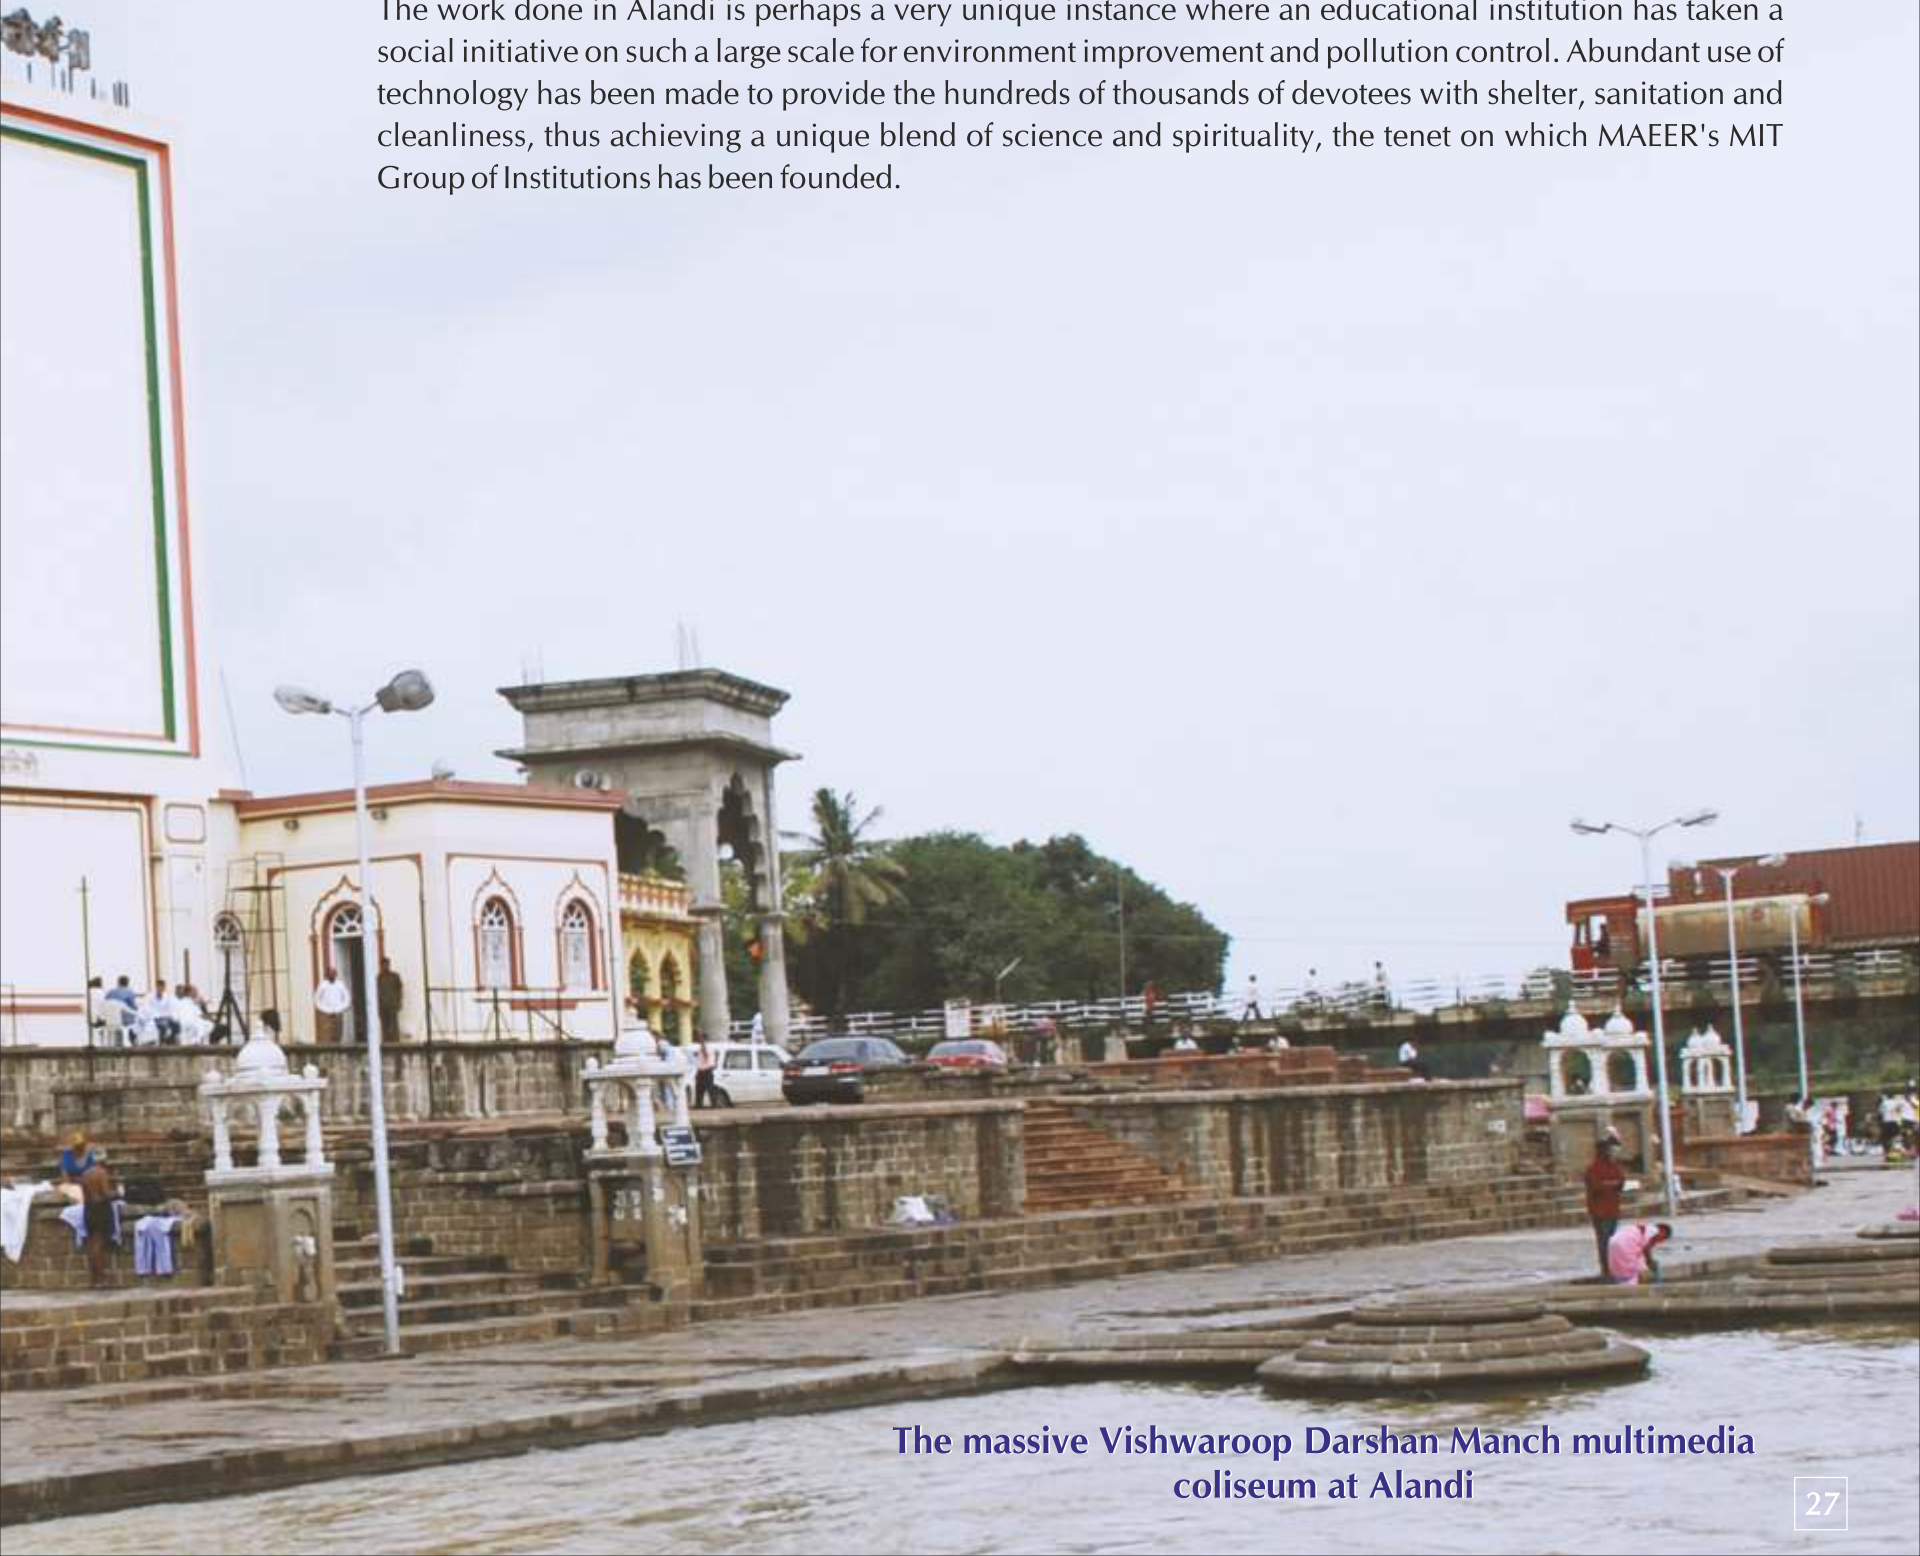 The work done in Alandi is perhaps a very unique instance where an educational institution has taken a
social initiative on such a large scale for environment improvement and pollution control. Abundant use of
technology has been made to provide the hundreds of thousands of devotees with shelter, sanitation and
cleanliness, thus achieving a unique blend of science and spirituality, the tenet on which MAEER's MIT
Group of Institutions has been founded.
The massive Vishwaroop Darshan Manch multimedia
coliseum at Alandi
27